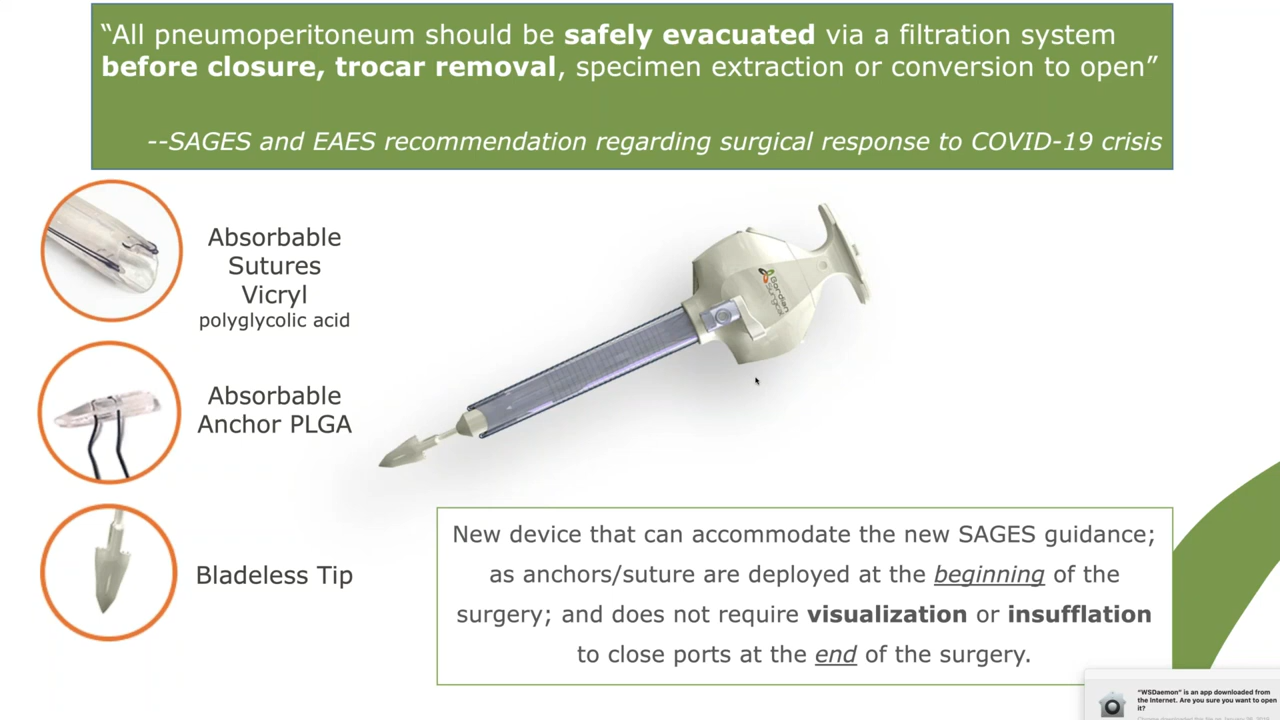 “All pneumoperitoneum should be safely evacuated via a filtration system
before closure, trocar removal, specimen extraction or conversion to open”
--SAGES and EAES recommendation regarding surgical response to COVID-19 crisis
Absorbable
Sutures
Vicryl
polyglycolic acid
Absorbable
Anchor PLGA
Bladeless Tip
Gordian
Surgical
New device that can accommodate the new SAGES guidance;
as anchors/suture are deployed at the beginning of the
surgery; and does not require visualization or insufflation
to close ports at the end of the surgery.
“WSDaemon” is an app downloaded from
the Internet. Are you sure you want to open
it?